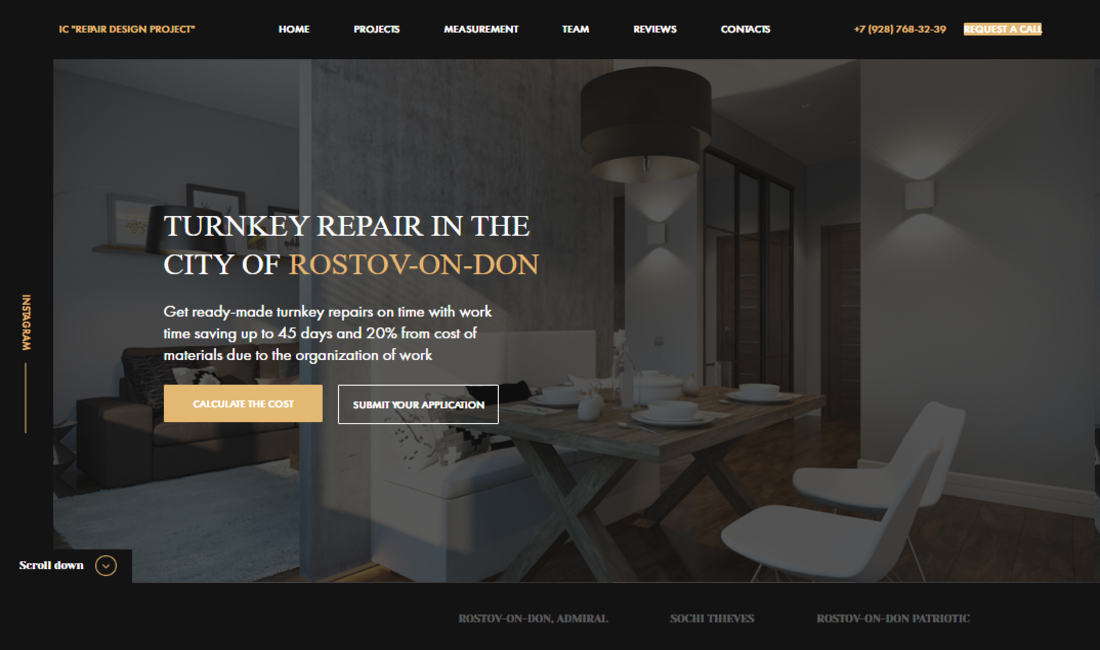 IC "REPAIR DESIGN PROJECT"
HOME
PROJECTS
MEASUREMENT
TEAM
REVIEWS
CONTACTS
+7 (928) 768-32-39
REQUEST A CALL
TURNKEY REPAIR IN THE
CITY OF ROSTOV-ON-DON
Get ready-made turnkey repairs on time with work
time saving up to 45 days and 20% from cost of
materials due to the organization of work
CALCULATE THE COST
SUBMIT YOUR APPLICATION
INSTAGRAM
Scroll down
ROSTOV-ON-DON, ADMIRAL
SOCHI THIEVES
ROSTOV-ON-DON PATRIOTIC